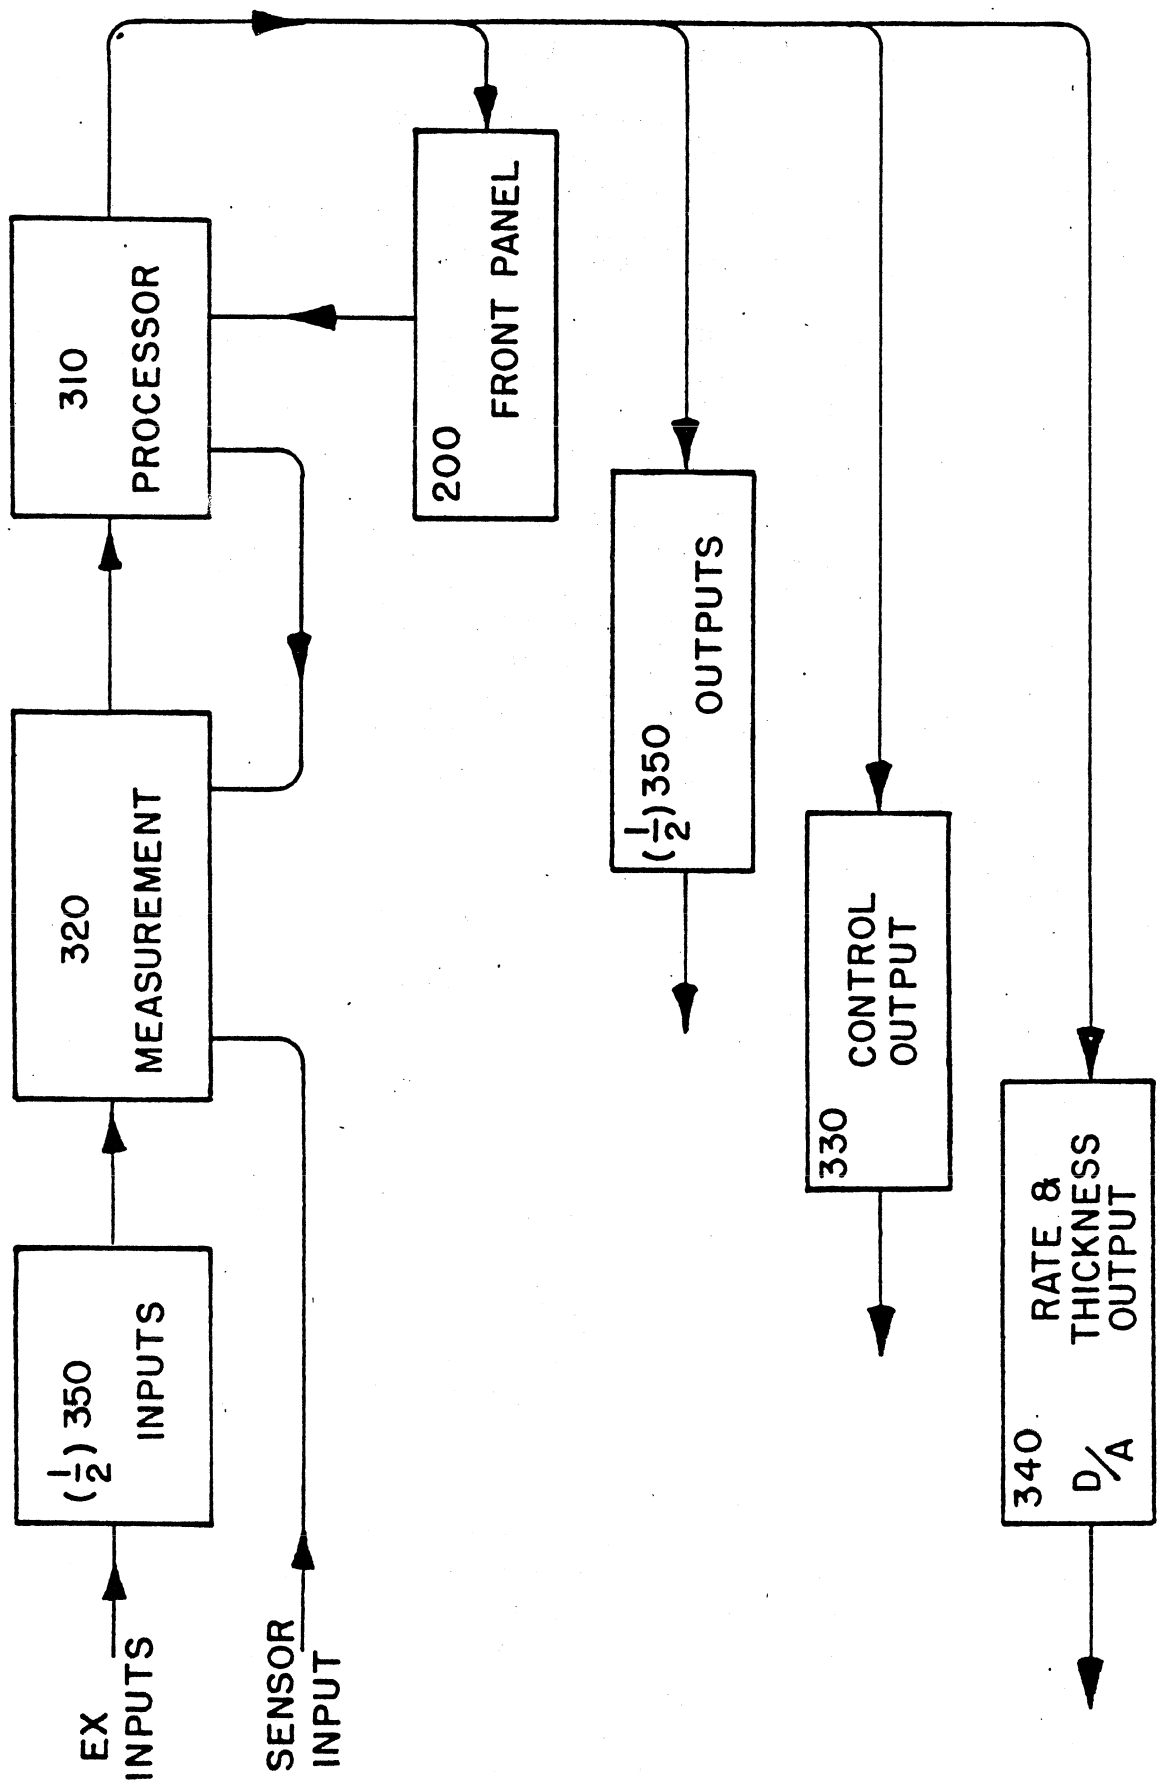 EX
INPUTS
SENSOR
INPUT
(1/2) 350
INPUTS
320
MEASUREMENT
310
PROCESSOR
200
FRONT PANEL
(1/2) 350
OUTPUTS
330
CONTROL
OUTPUT
340
D/A
RATE &
THICKNESS
OUTPUT